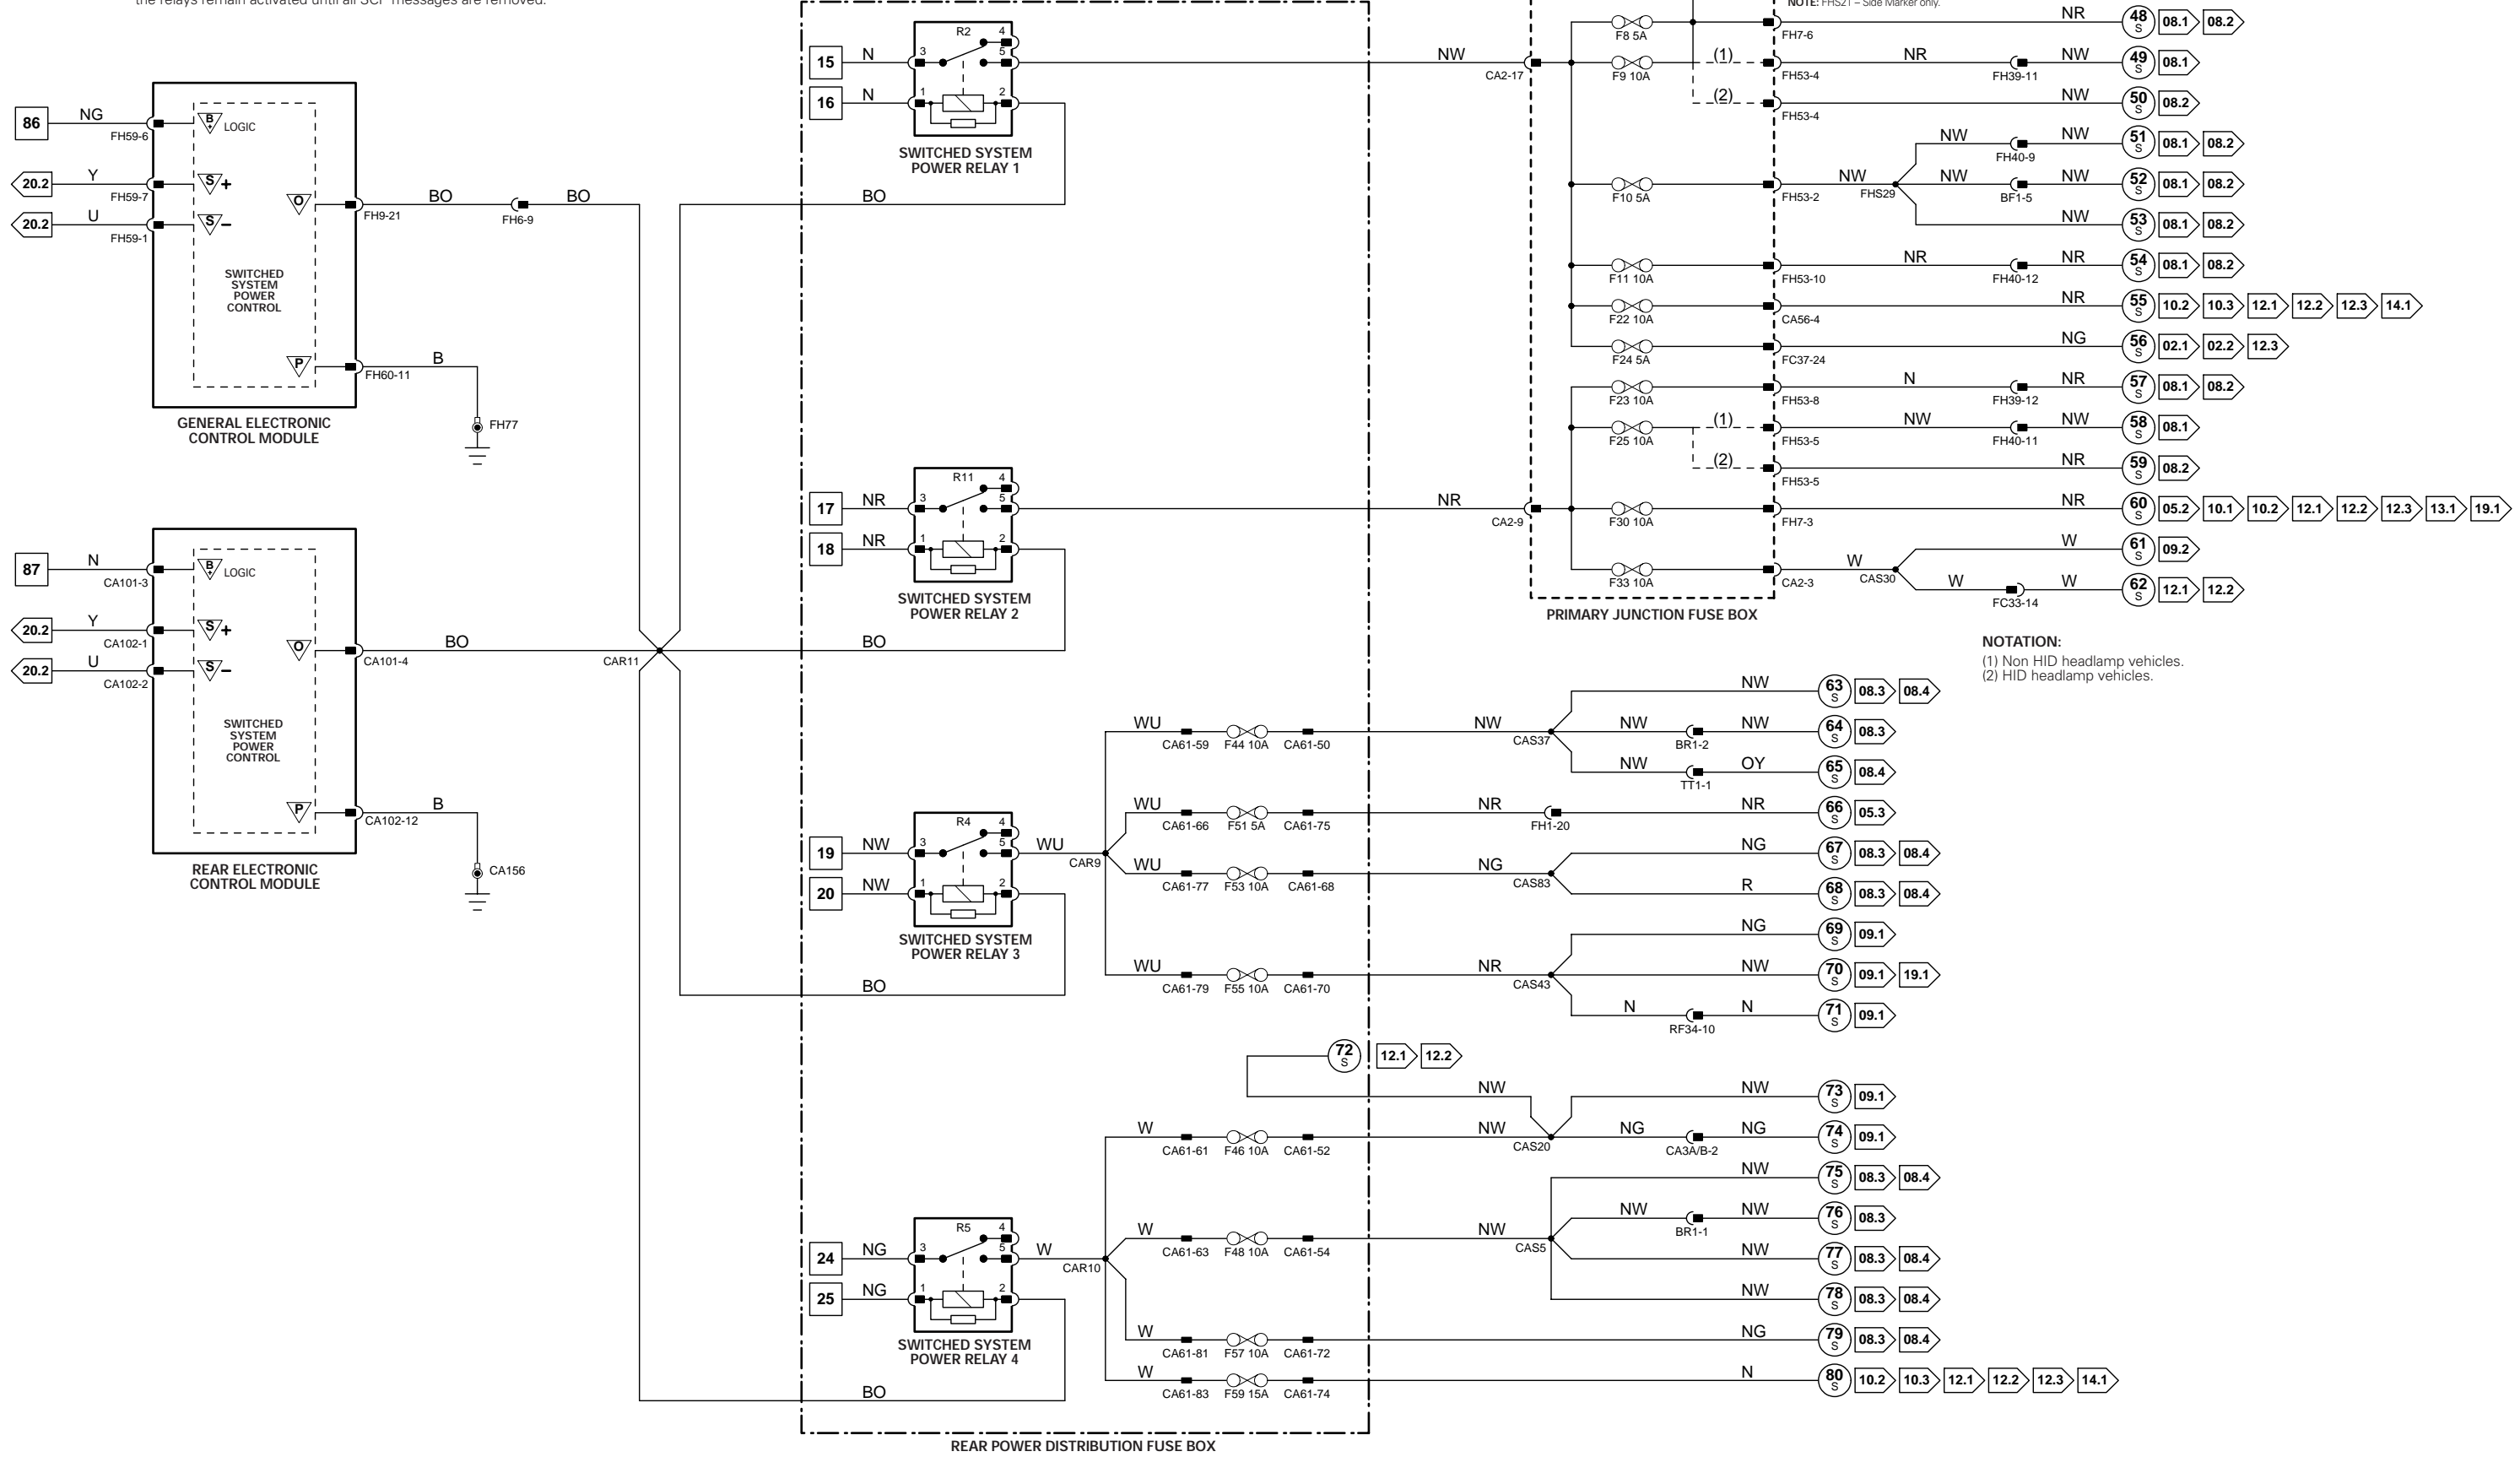 the relays remain activated until all SCP messages are removed.
NOTE: FHS21 – Side Marker only.
86
NG
FH59-6
B+
LOGIC
20.2
Y
FH59-7
S
+
20.2
U
FH59-1
S
–
O
FH9-21
BO
FH6-9
BO
SWITCHED
SYSTEM
POWER
CONTROL
P
FH60-11
B
FH77
GENERAL ELECTRONIC
CONTROL MODULE
87
N
CA101-3
B+
LOGIC
20.2
Y
CA102-1
S
+
20.2
U
CA102-2
S
–
O
CA101-4
BO
CAR11
SWITCHED
SYSTEM
POWER
CONTROL
P
CA102-12
B
CA156
REAR ELECTRONIC
CONTROL MODULE
15
N
3
R2
4
5
16
N
1
2
SWITCHED SYSTEM
POWER RELAY 1
BO
NW
CA2-17
17
NR
3
R11
4
5
18
NR
1
2
SWITCHED SYSTEM
POWER RELAY 2
BO
NR
CA2-9
19
NW
3
R4
4
5
WU
CAR9
20
NW
1
2
SWITCHED SYSTEM
POWER RELAY 3
BO
24
NG
3
R5
4
5
W
CAR10
25
NG
1
2
SWITCHED SYSTEM
POWER RELAY 4
BO
REAR POWER DISTRIBUTION FUSE BOX
F8 5A
FH7-6
NR
48 S
08.1
08.2
F9 10A
(1)
FH53-4
NR
FH39-11
NW
49 S
08.1
(2)
FH53-4
NW
50 S
08.2
NW
FH40-9
NW
51 S
08.1
08.2
F10 5A
FH53-2
NW
FHS29
NW
BF1-5
NW
52 S
08.1
08.2
NW
53 S
08.1
08.2
F11 10A
FH53-10
NR
FH40-12
NR
54 S
08.1
08.2
F22 10A
CA56-4
NR
55 S
10.2
10.3
12.1
12.2
12.3
14.1
F24 5A
FC37-24
NG
56 S
02.1
02.2
12.3
F23 10A
FH53-8
N
FH39-12
NR
57 S
08.1
08.2
F25 10A
(1)
FH53-5
NW
FH40-11
NW
58 S
08.1
(2)
FH53-5
NR
59 S
08.2
F30 10A
FH7-3
NR
60 S
05.2
10.1
10.2
12.1
12.2
12.3
13.1
19.1
F33 10A
CA2-3
W
CAS30
W
61 S
09.2
W
FC33-14
W
62 S
12.1
12.2
PRIMARY JUNCTION FUSE BOX
NOTATION:
(1) Non HID headlamp vehicles.
(2) HID headlamp vehicles.
NW
63 S
08.3
08.4
WU
CA61-59
F44 10A
CA61-50
NW
CAS37
NW
BR1-2
NW
64 S
08.3
NW
TT1-1
OY
65 S
08.4
WU
CA61-66
F51 5A
CA61-75
NR
FH1-20
NR
66 S
05.3
WU
CA61-77
F53 10A
CA61-68
NG
CAS83
NG
67 S
08.3
08.4
R
68 S
08.3
08.4
NG
69 S
09.1
WU
CA61-79
F55 10A
CA61-70
NR
CAS43
NW
70 S
09.1
19.1
N
RF34-10
N
71 S
09.1
72 S
12.1
12.2
NW
NW
73 S
09.1
W
CA61-61
F46 10A
CA61-52
NW
CAS20
NG
CA3A/B-2
NG
74 S
09.1
NW
75 S
08.3
08.4
W
CA61-63
F48 10A
CA61-54
NW
CAS5
NW
BR1-1
NW
76 S
08.3
NW
77 S
08.3
08.4
NW
78 S
08.3
08.4
W
CA61-81
F57 10A
CA61-72
NG
79 S
08.3
08.4
W
CA61-83
F59 15A
CA61-74
N
80 S
10.2
10.3
12.1
12.2
12.3
14.1